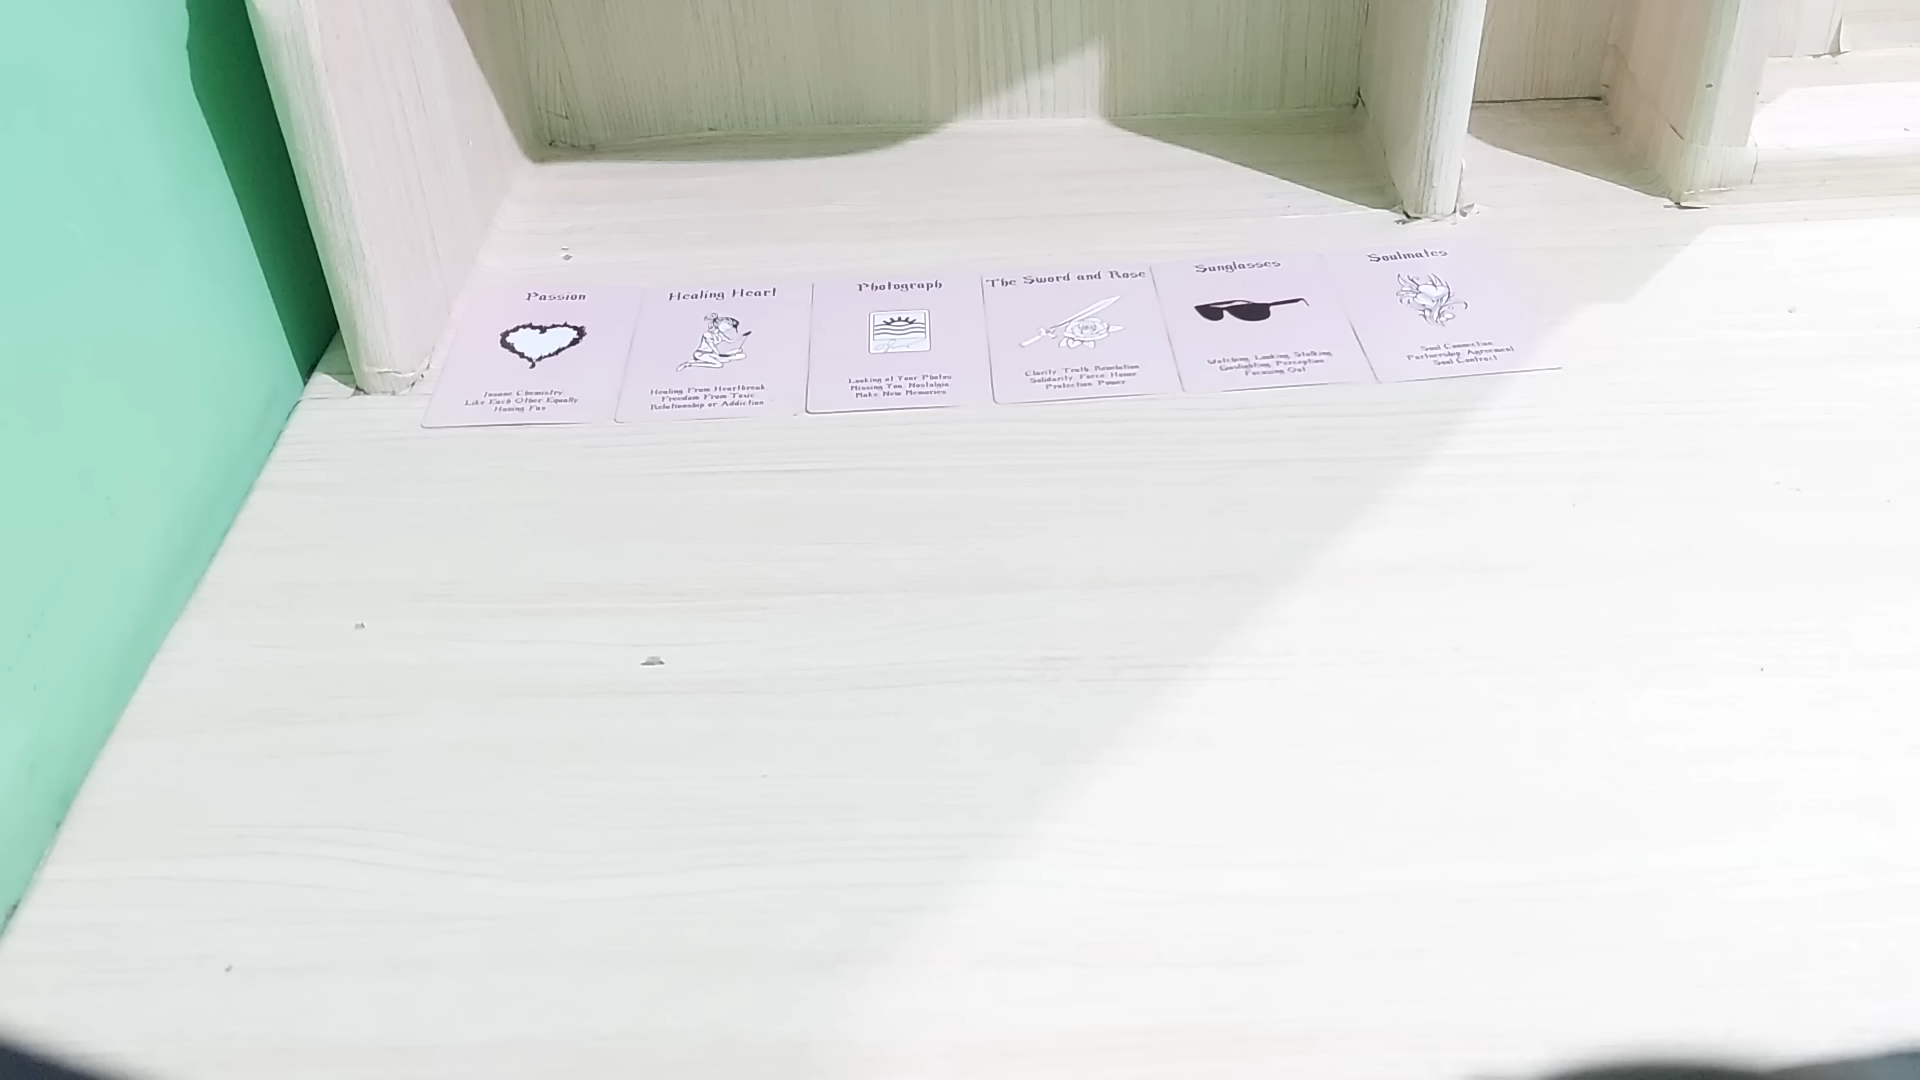 Passion
Insane Chemistry
Like Each Other Equally
Having Fun
Healing Heart
Healing From Heartbreak
Freedom From Toxic
Relationship or Addiction
Photograph
Looking at Your Photos
Missing You, Nostalgia
Make New Memories
The Sword and Rose
Clarity Truth Revelation
Solidarity Force Honor
Protection Power
Sunglasses
Watching Looking Stalking
Gaslighting Perception
Focusing Out
Soulmates
Soul Connection
Partnership Agreement
Soul Contract